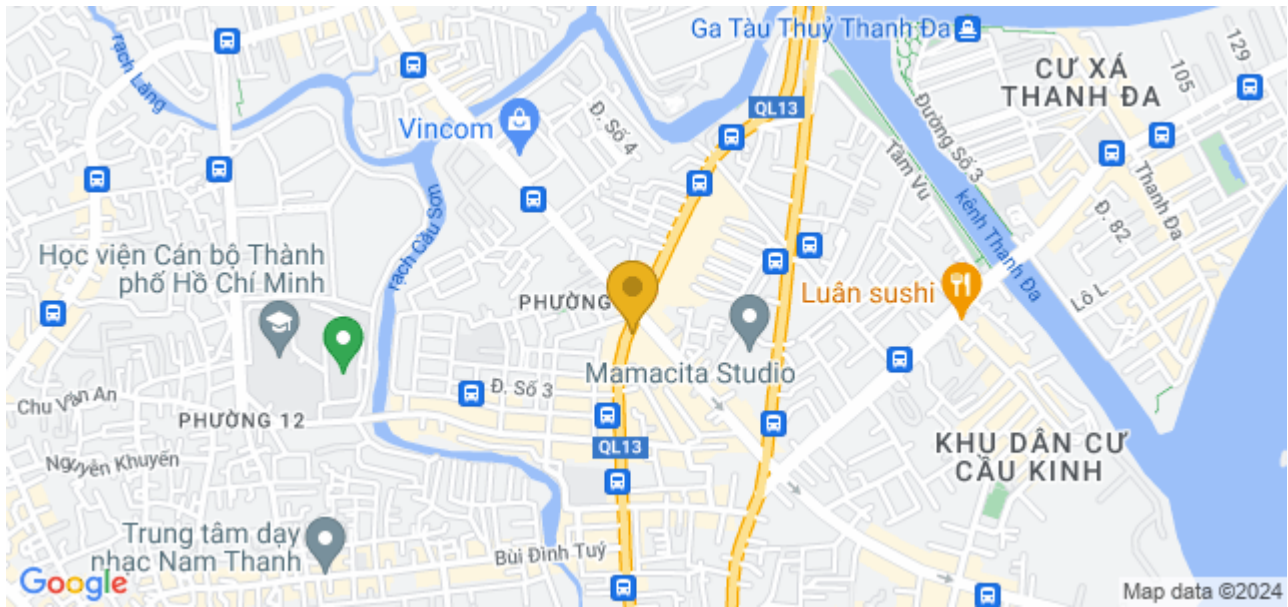 Ga Tàu Thuỷ Thanh Đa
129
105
CƯ XÁ
THANH ĐA
rạch Lăng
QL13
Vincom
Đ. Số 4
Đường Số 3
Tầm Vu
Thanh Đa
Đ. 82
kênh Thanh Đa
Lô L
rạch Cầu Sơn
Học viện Cán bộ Thành
phố Hồ Chí Minh
PHƯỜNG
Luân sushi
Mamacita Studio
Đ. Số 3
Chu Văn An
PHƯỜNG 12
QL13
KHU DÂN CƯ
CẦU KINH
Nguyên Khuyến
Trung tâm dạy
nhạc Nam Thanh
Bùi Đình Tuý
Google
Map data ©2024